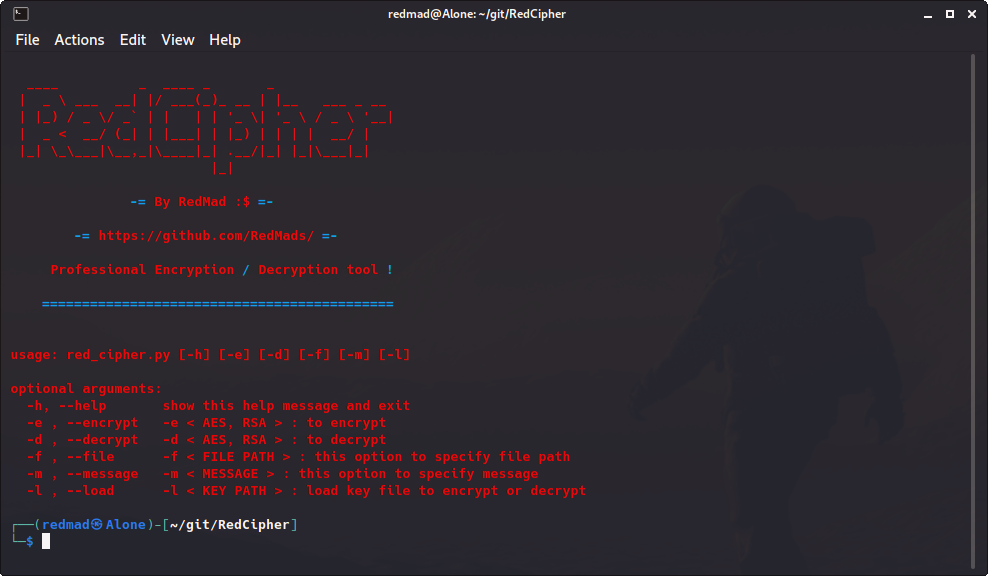 redmad@Alone: ~/git/RedCipher
File Actions Edit View Help
RedCipher
-= By RedMad :$ =-
-= https://github.com/RedMads/ =-
Professional Encryption / Decryption tool !
============================================
usage: red_cipher.py [-h] [-e] [-d] [-f] [-m] [-l]
optional arguments:
-h, --help show this help message and exit
-e , --encrypt -e < AES, RSA > : to encrypt
-d , --decrypt -d < AES, RSA > : to decrypt
-f , --file -f < FILE PATH > : this option to specify file path
-m , --message -m < MESSAGE > : this option to specify message
-l , --load -l < KEY PATH > : load key file to encrypt or decrypt
┌──(redmad㉿Alone)-[~/git/RedCipher]
└─$